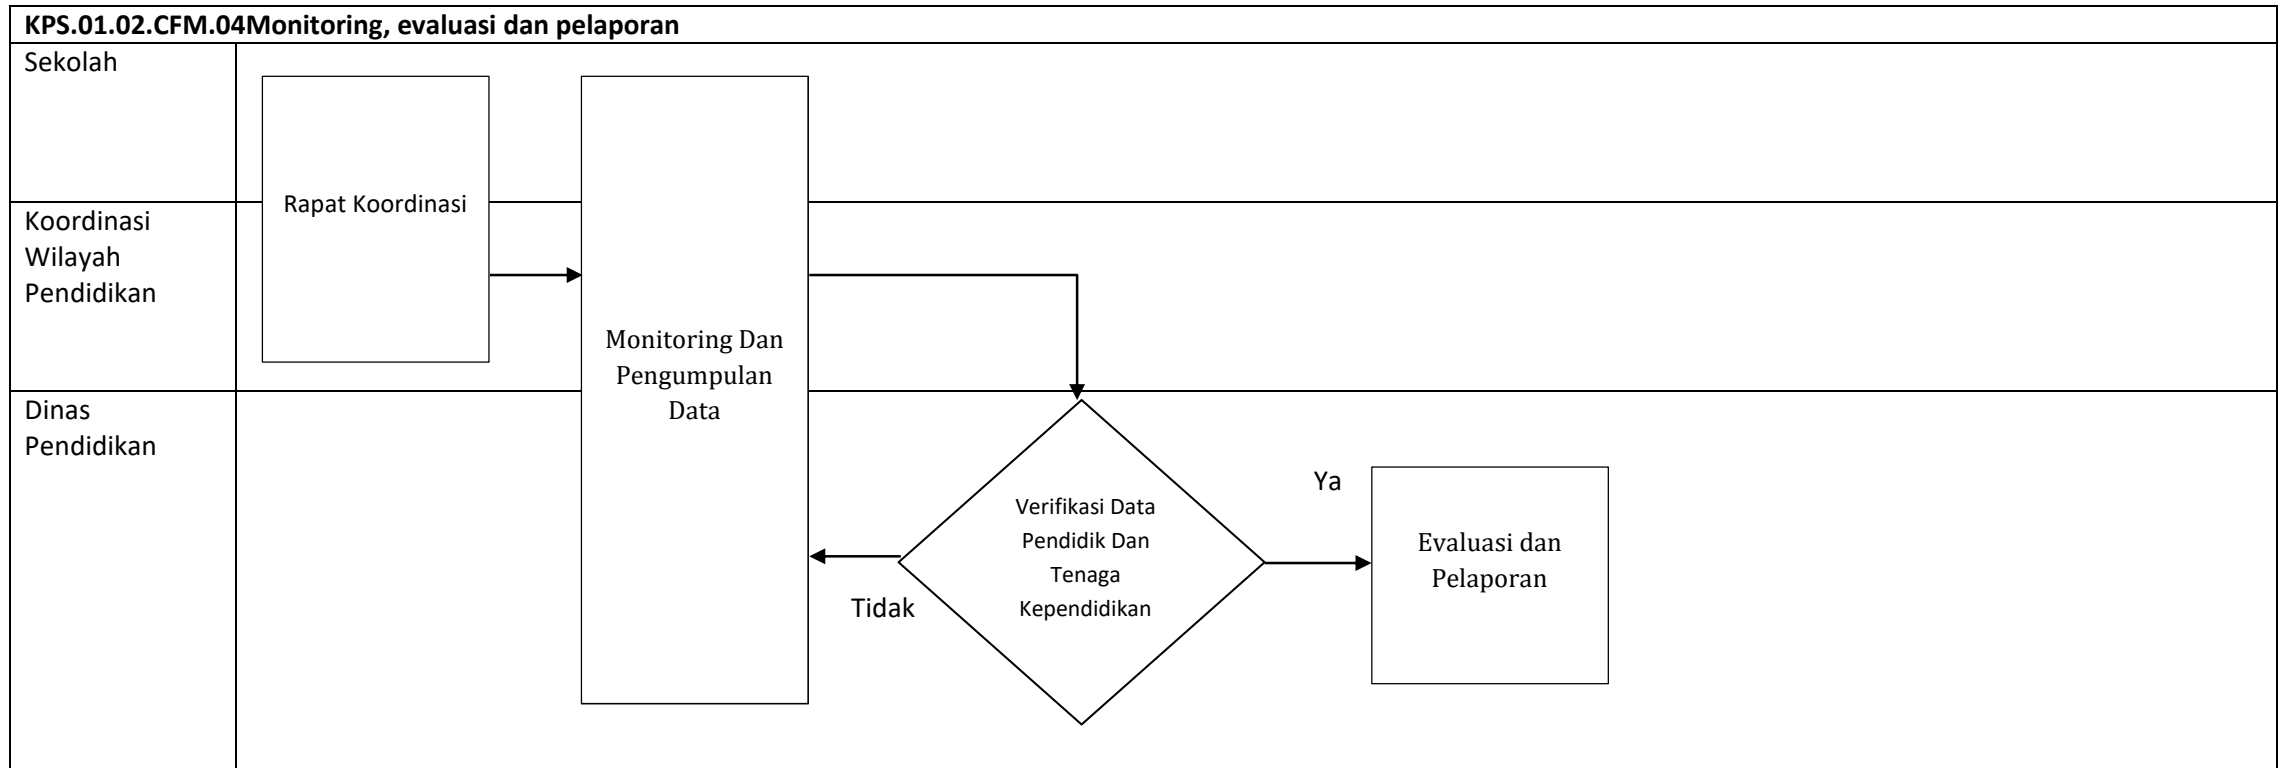 KPS.01.02.CFM.04Monitoring, evaluasi dan pelaporan
Sekolah
Rapat Koordinasi
Koordinasi
Wilayah
Pendidikan
Monitoring Dan
Pengumpulan
Data
Dinas
Pendidikan
Verifikasi Data
Pendidik Dan
Tenaga
Kependidikan
Ya
Tidak
Evaluasi dan
Pelaporan